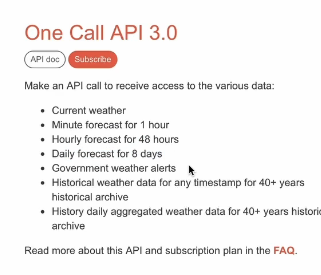 One Call API 3.0
API doc Subscribe
Make an API call to receive access to the various data:
Current weather
Minute forecast for 1 hour
Hourly forecast for 48 hours
Daily forecast for 8 days
Government weather alerts
Historical weather data for any timestamp for 40+ years
historical archive
History daily aggregated weather data for 40+ years
archive
Read more about this API and subscription plan in the FAQ.